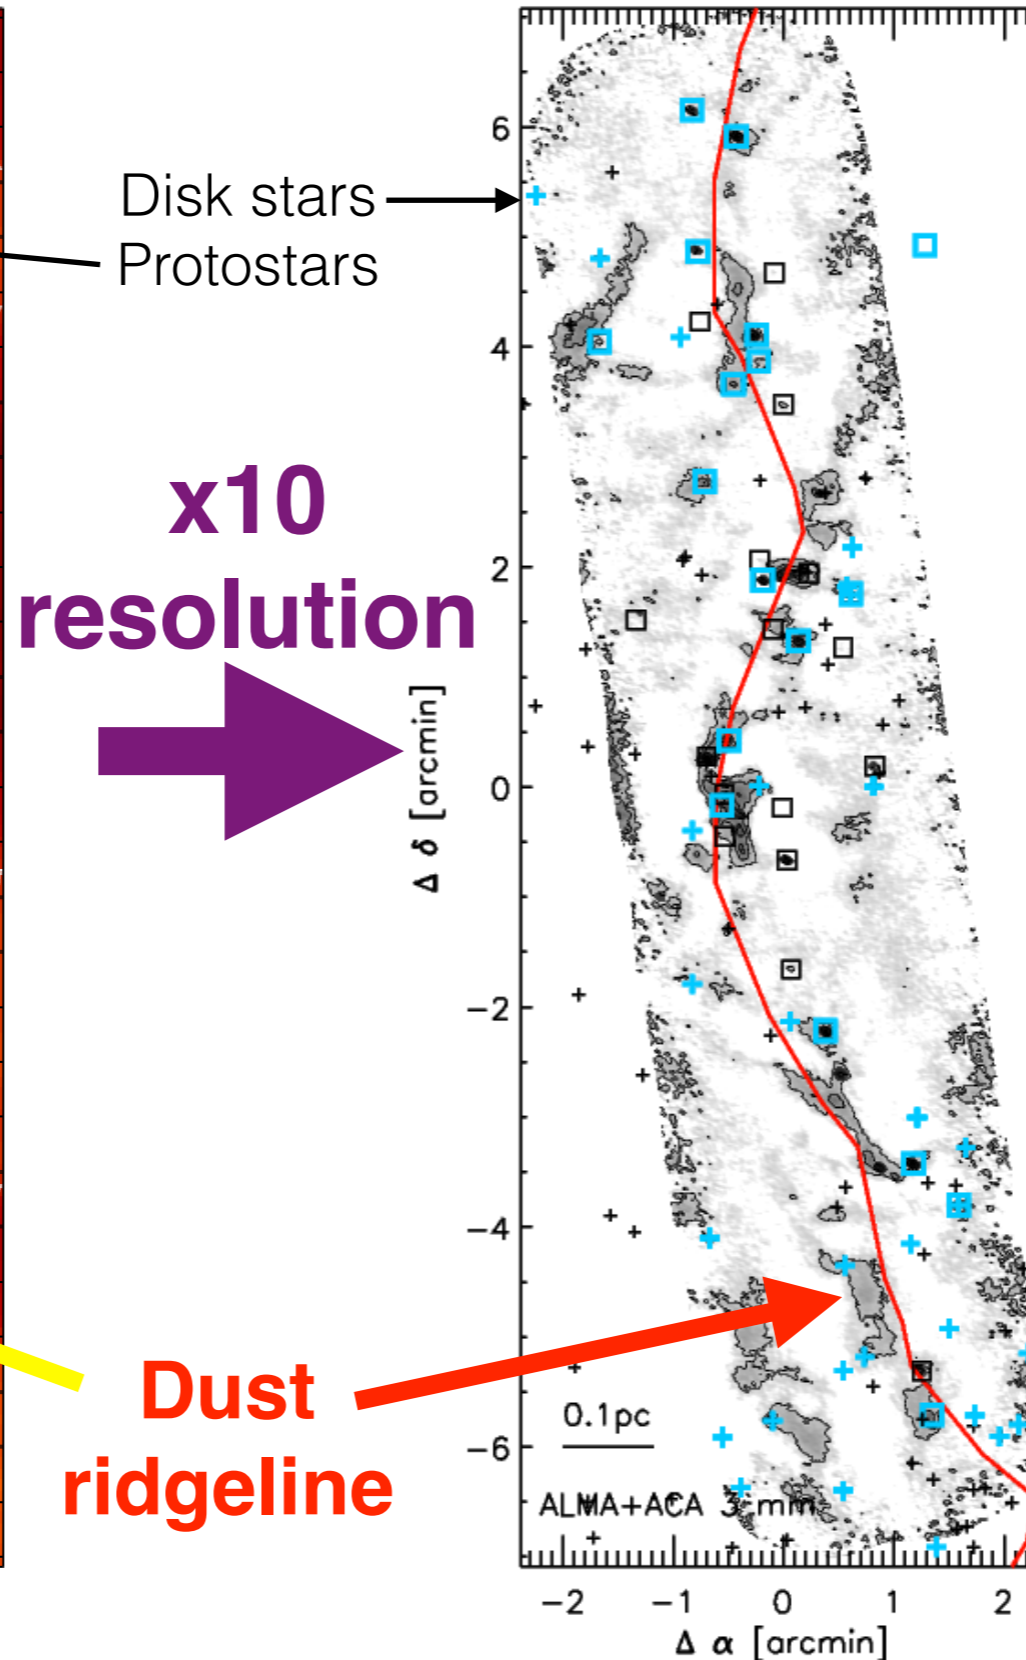 Disk stars
Protostars
x10
resolution
Dust
ridgeline
6
4
2
0
−2
−4
−6
Δ δ [arcmin]
0.1pc
ALMA+ACA 3 mm
−2 −1 0 1 2
Δ α [arcmin]